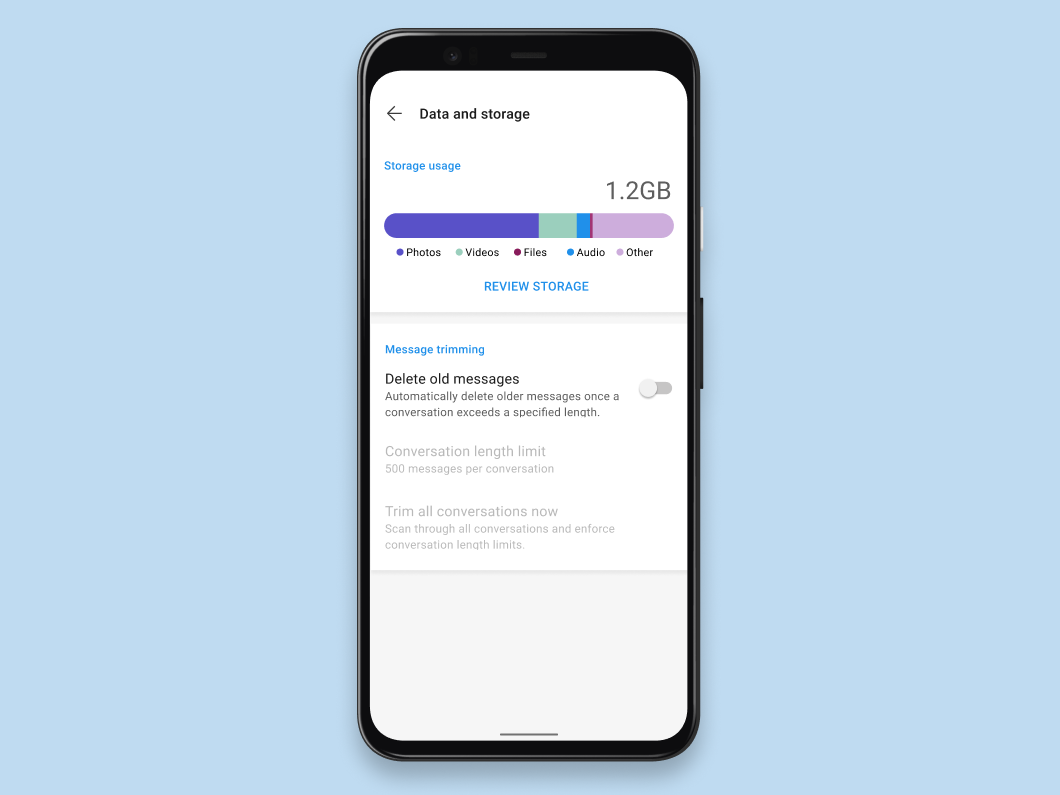 Data and storage
Storage usage
1.2GB
Photos Videos Files Audio Other
REVIEW STORAGE
Message trimming
Delete old messages
Automatically delete older messages once a
conversation exceeds a specified length.
Conversation length limit
500 messages per conversation
Trim all conversations now
Scan through all conversations and enforce
conversation length limits.